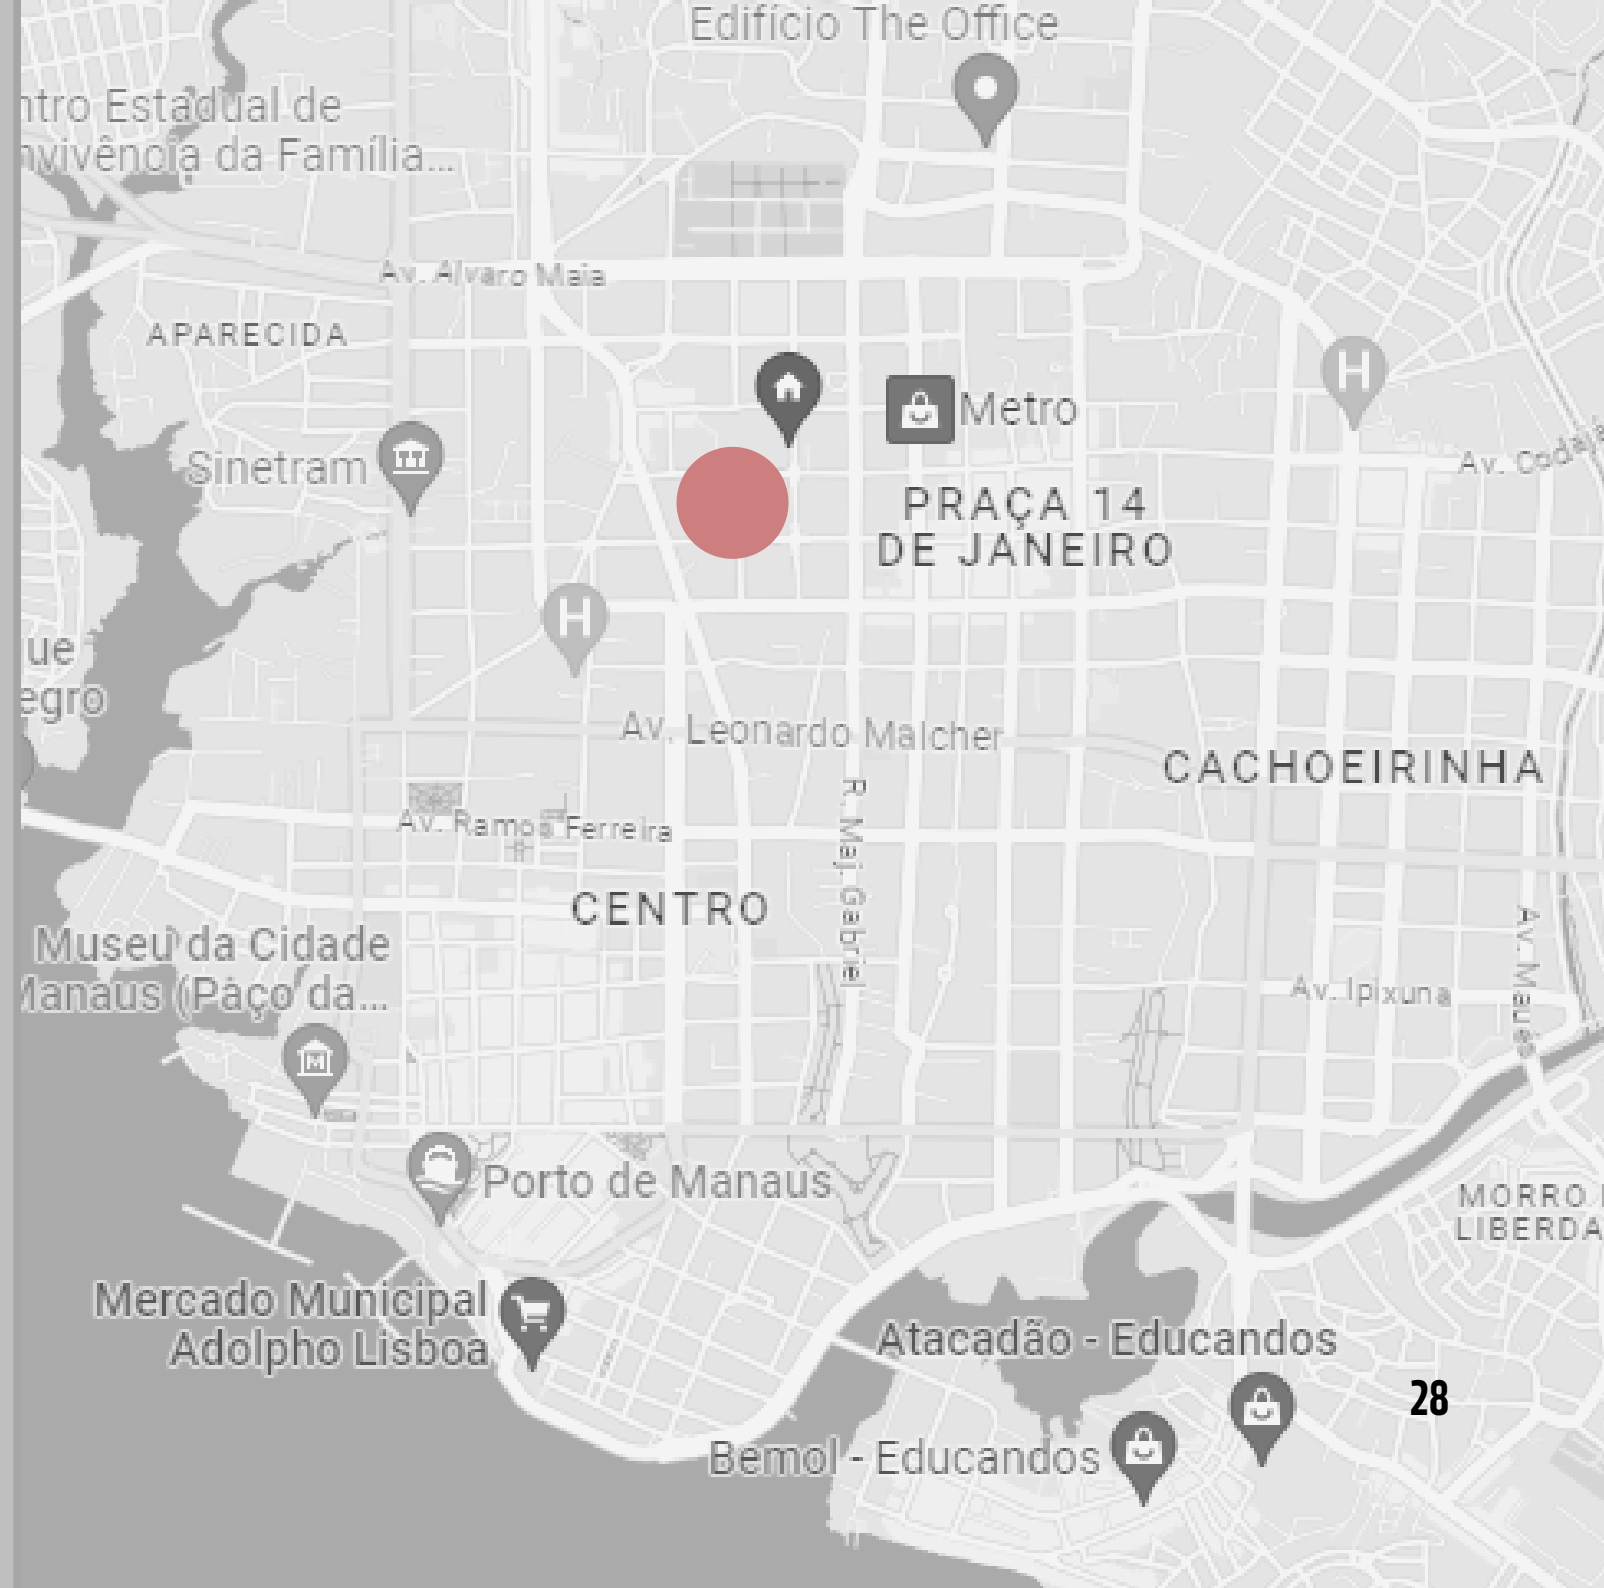 Edifício The Office
ntro Estadual de
nvivência da Família...
Av. Alvaro Maia
APARECIDA
H
Metro
Sinetram
Av. Codajá
PRAÇA 14
DE JANEIRO
H
ue
egro
Av. Leonardo Malcher
CACHOEIRINHA
R. Maj. Gabriel
Av. Ramos Ferreira
CENTRO
Av. Maués
Museu da Cidade
Manaus (Paço da...
Av. Ipixuna
M
Porto de Manaus
MORRO
LIBERDA
Mercado Municipal
Adolpho Lisboa
Atacadão - Educandos
28
Bemol - Educandos